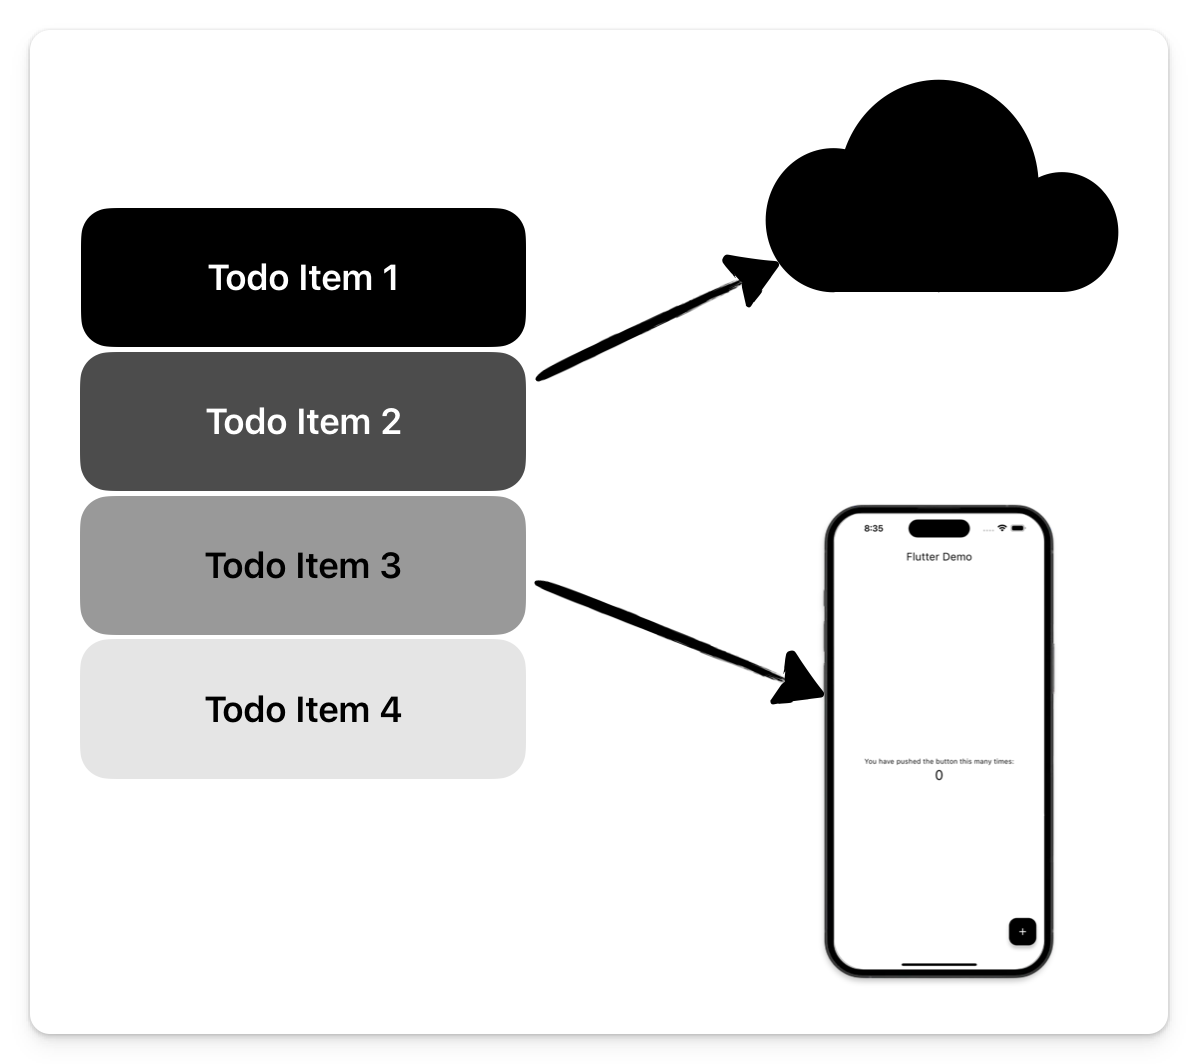 Todo Item 1
Todo Item 2
Todo Item 3
Todo Item 4
8:35
Flutter Demo
You have pushed the button this many times:
0
+